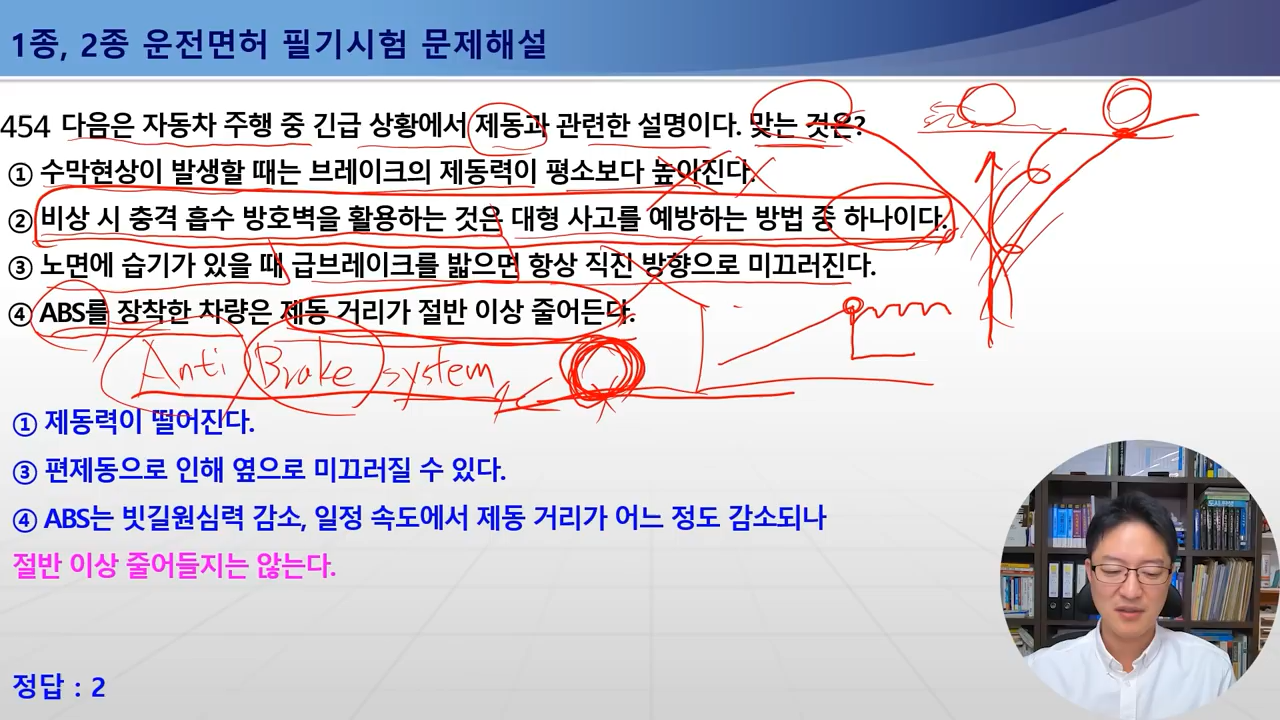 1종, 2종 운전면허 필기시험 문제해설
454 다음은 자동차 주행 중 긴급 상황에서 제동과 관련한 설명이다. 맞는 것은?
① 수막현상이 발생할 때는 브레이크의 제동력이 평소보다 높아진다.
② 비상 시 충격 흡수 방호벽을 활용하는 것은 대형 사고를 예방하는 방법 중 하나이다.
③ 노면에 습기가 있을 때 급브레이크를 밟으면 항상 직진 방향으로 미끄러진다.
④ ABS를 장착한 차량은 제동 거리가 절반 이상 줄어든다.
Anti Brake system
① 제동력이 떨어진다.
③ 편제동으로 인해 옆으로 미끄러질 수 있다.
④ ABS는 빗길원심력 감소, 일정 속도에서 제동 거리가 어느 정도 감소되나
절반 이상 줄어들지는 않는다.
정답 : 2